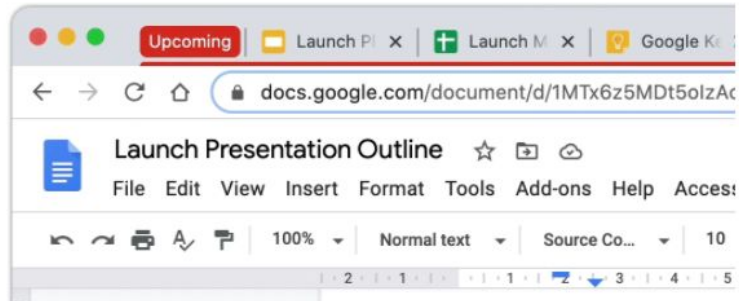 Upcoming Launch Pl Launch M Google Ke
docs.google.com/document/d/1MTx6z5MDt5oIzAc
Launch Presentation Outline
File Edit View Insert Format Tools Add-ons Help Access
100% Normal text Source Co... 10
2 1 1 2 3 4 5